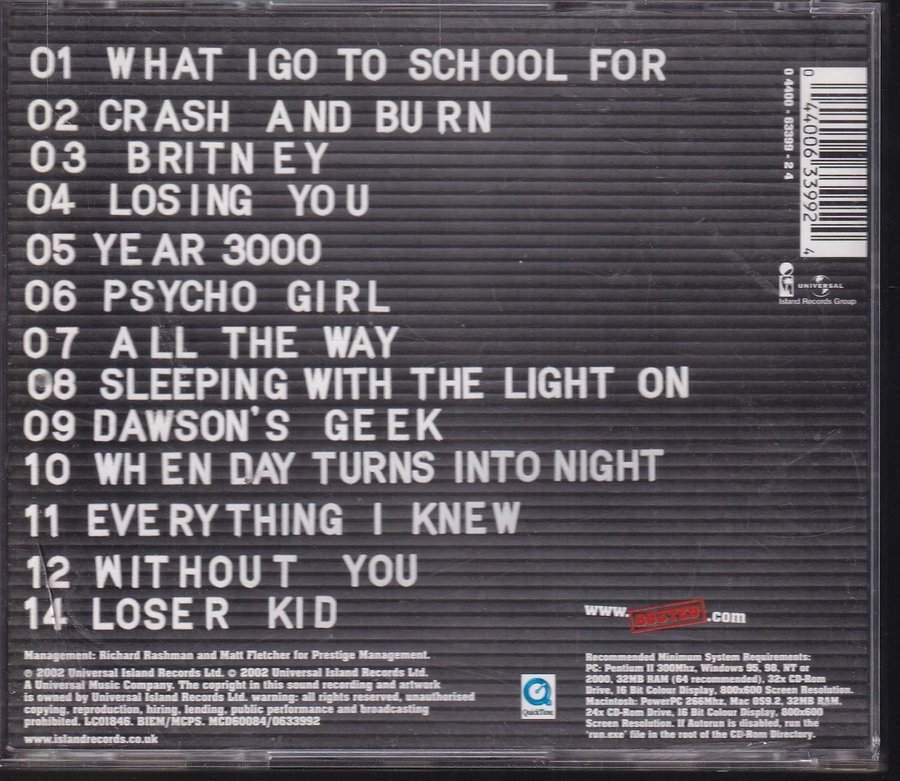 01 WHAT I GO TO SCHOOL FOR
02 CRASH AND BURN
03 BRITNEY
04 LOSING YOU
05 YEAR 3000
06 PSYCHO GIRL
07 ALL THE WAY
08 SLEEPING WITH THE LIGHT ON
09 DAWSON'S GEEK
10 WHEN DAY TURNS INTO NIGHT
11 EVERYTHING I KNEW
12 WITHOUT YOU
14 LOSER KID
0 4400-63399-2 4
0 44006 33992 4
UNIVERSAL
Island Records Group
www.BUSTED.com
Management: Richard Rashman and Matt Fletcher for Prestige Management.
℗ 2002 Universal Island Records Ltd. © 2002 Universal Island Records Ltd.
A Universal Music Company. The copyright in this sound recording and artwork
is owned by Universal Island Records Ltd. warning: all rights reserved. unauthorised
copying, reproduction, hiring, lending, public performance and broadcasting
prohibited. LC01846. BIEM/MCPS. MCD60084/0633992
www.islandrecords.co.uk
QuickTime
Recommended Minimum System Requirements:
PC: Pentium II 300Mhz, Windows 95, 98, NT or
2000, 32MB RAM (64 recommended), 32x CD-Rom
Drive, 16 Bit Colour Display, 800x600 Screen Resolution.
Macintosh: PowerPC 266Mhz, Mac OS9.2, 32MB RAM,
24x CD-Rom Drive, 16 Bit Colour Display, 800x600
Screen Resolution. If Autorun is disabled, run the
'run.exe' file in the root of the CD-Rom Directory.